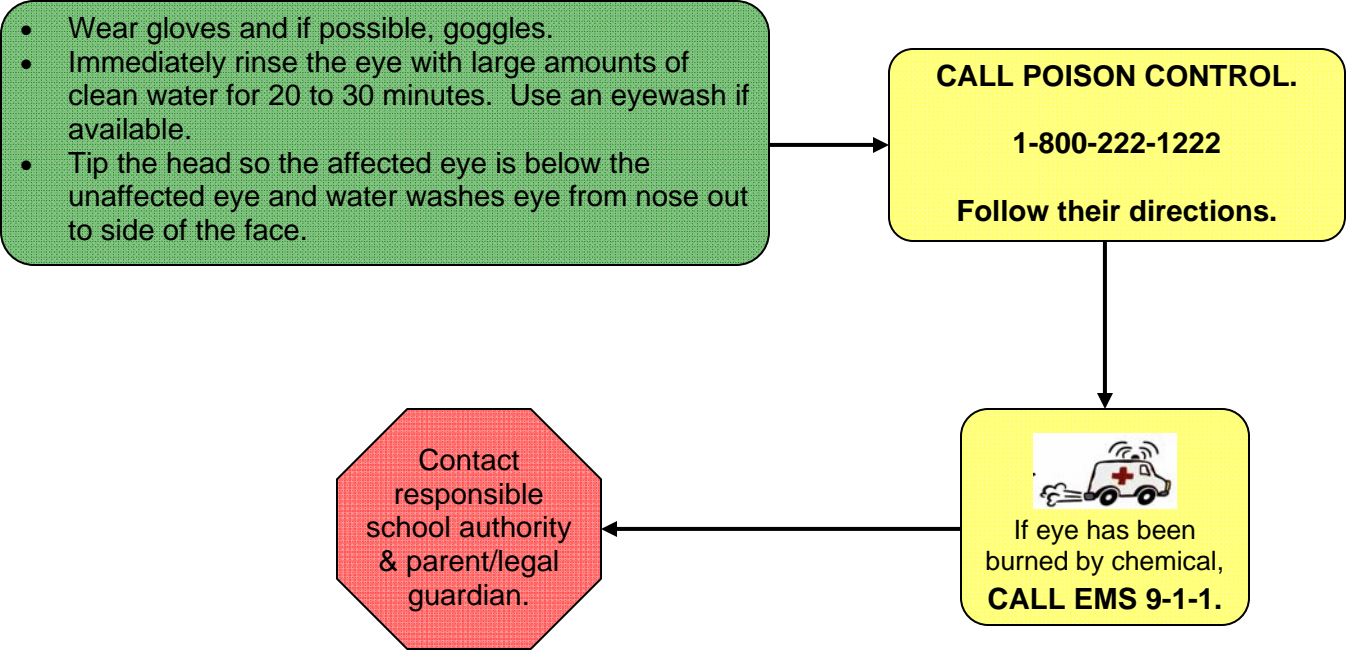 • Wear gloves and if possible, goggles.
• Immediately rinse the eye with large amounts of
clean water for 20 to 30 minutes.  Use an eyewash if
available.
• Tip the head so the affected eye is below the
unaffected eye and water washes eye from nose out
to side of the face.
CALL POISON CONTROL.
1-800-222-1222
Follow their directions.
If eye has been
burned by chemical,
CALL EMS 9-1-1.
Contact
responsible
school authority
& parent/legal
guardian.